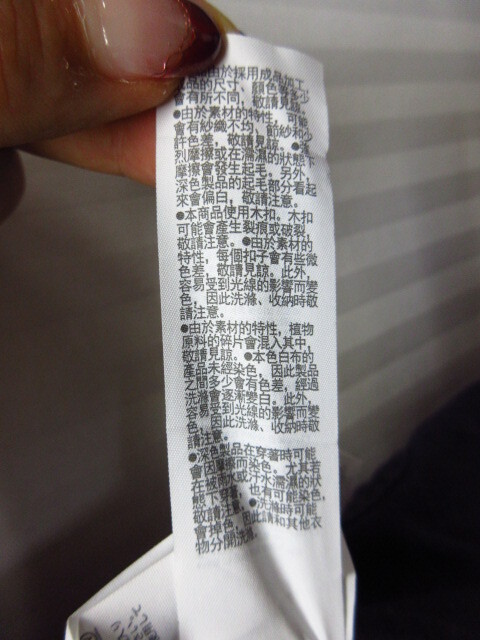 由於採用成品加工,
品的尺寸、顏色等多少
會有所不同，敬請見諒。
●由於素材的特性，可能
會有紗織不均、節紗和少
許色差，敬請見諒。●
列摩擦或在濡濕的狀態下
摩擦會發生起毛，另外，
深色製品的起毛部分看起
來會偏白，敬請注意。
●本商品使用木扣。木扣
可能會產生裂痕或破裂，
敬請注意。●由於素材的
特性，每個扣子會有些微
色差，敬請見諒。此外，
容易受到光線的影響而變
色，因此洗滌、收納時敬
請注意。
●由於素材的特性，植物
原料的碎片會混入其中，
敬請見諒。●本色白布的
產品未經染色，因此製品
之間多少會有色差，經過
洗滌會逐漸變白。此外，
容易受到光線的影響而變
色，因此洗滌、收納時敬
請注意
●深色製品在穿著時可能
會因摩擦而染色。尤其若
在被雨水或汗水濡濕的狀
態下穿著，也有可能染色，
敬請注意。●洗滌時可能
會掉色，因此請和其他衣
物分開洗滌。